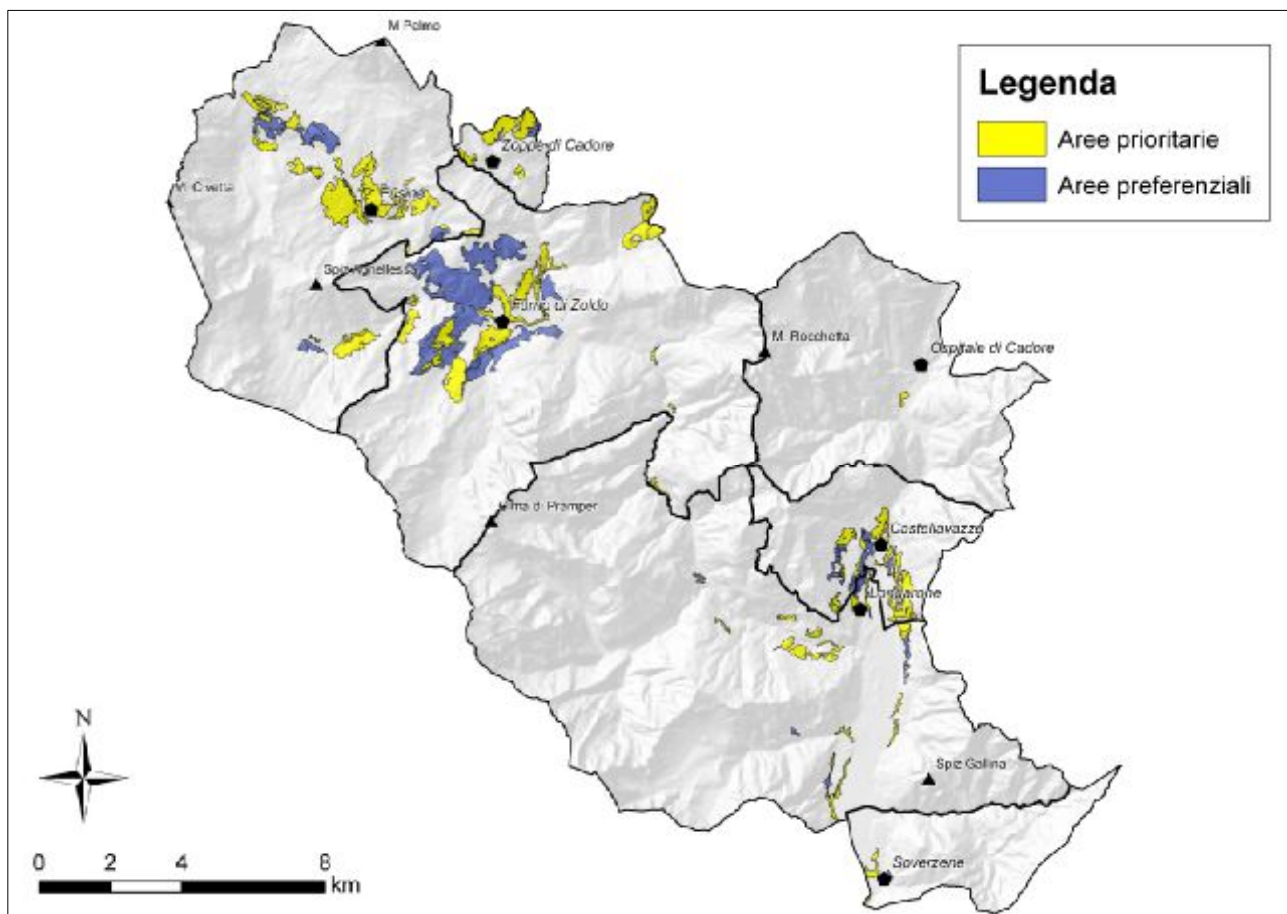 M Pelmo
Legenda
Aree prioritarie
Aree preferenziali
Zoppè di Cadore
M. Civetta
Forno di Zoldo
M. Rocchetta
Ospitale di Cadore
Cima di Pramper
Castellavazzo
Longarone
N
Spiz Gallina
Soverzene
0 2 4 8
km